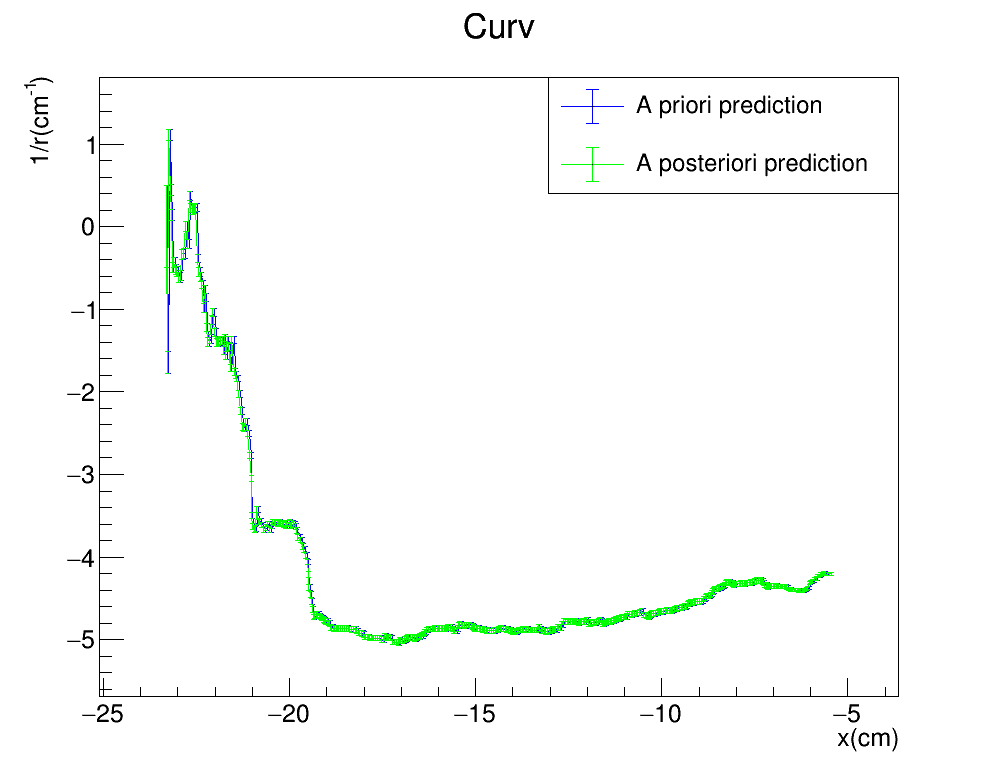 Curv
1/r(cm-1)
A priori prediction
A posteriori prediction
1
0
−1
−2
−3
−4
−5
−25 −20 −15 −10 −5
x(cm)